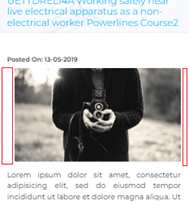 UETTDREL14A Working safely near
live electrical apparatus as a non-
electrical worker Powerlines Course2
Posted On: 13-05-2019
Lorem ipsum dolor sit amet, consectetur
adipisicing elit, sed do eiusmod tempor
incididunt ut labore et dolore magna aliqua. Ut